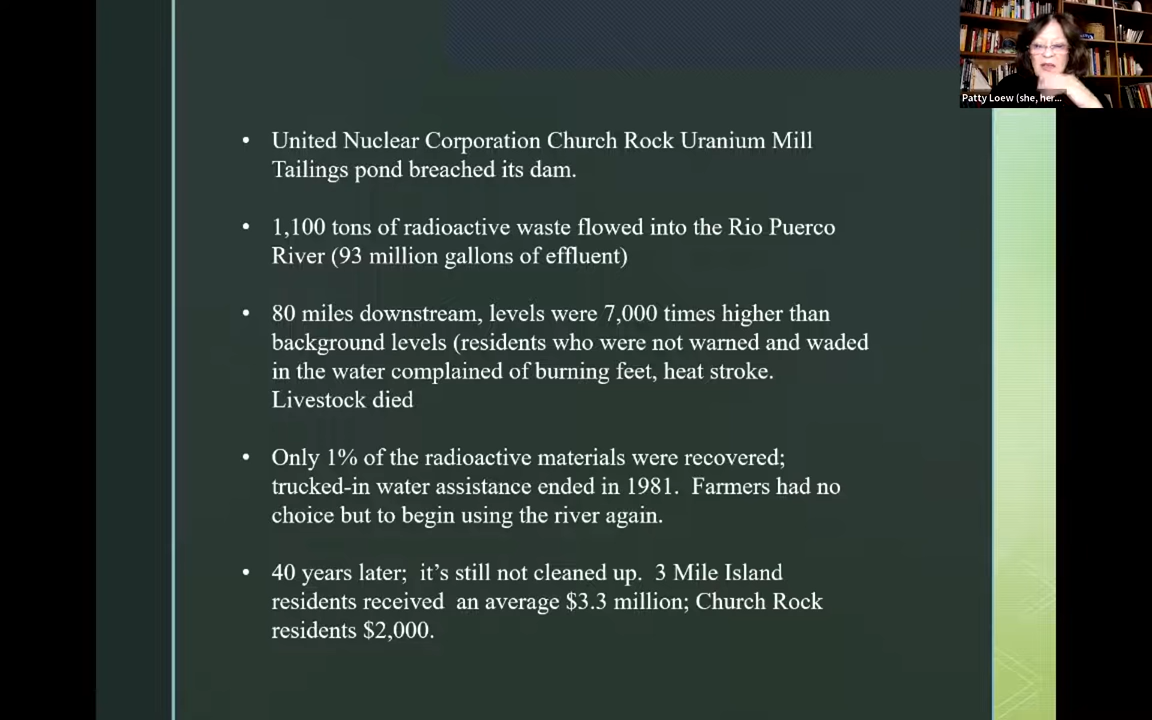 Patty Loew (she, her...
• United Nuclear Corporation Church Rock Uranium Mill
Tailings pond breached its dam.
• 1,100 tons of radioactive waste flowed into the Rio Puerco
River (93 million gallons of effluent)
• 80 miles downstream, levels were 7,000 times higher than
background levels (residents who were not warned and waded
in the water complained of burning feet, heat stroke.
Livestock died
• Only 1% of the radioactive materials were recovered;
trucked-in water assistance ended in 1981.  Farmers had no
choice but to begin using the river again.
• 40 years later;  it’s still not cleaned up.  3 Mile Island
residents received  an average $3.3 million; Church Rock
residents $2,000.